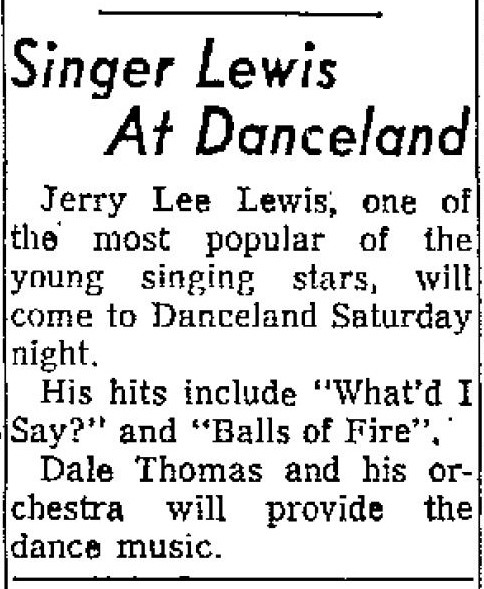 Singer Lewis
At Danceland
Jerry Lee Lewis, one of
the most popular of the
young singing stars, will
come to Danceland Saturday
night.
His hits include "What'd I
Say?" and "Balls of Fire".
Dale Thomas and his or-
chestra will provide the
dance music.